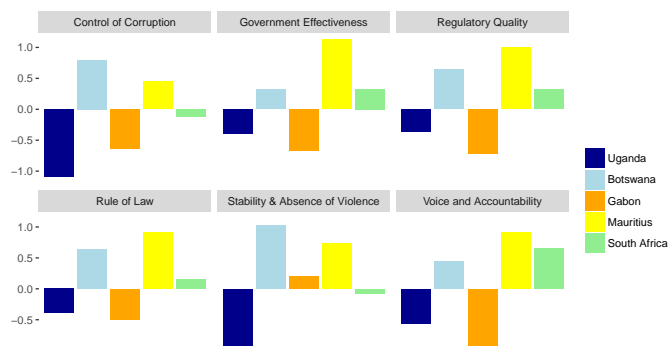 Control of Corruption
Government Effectiveness
Regulatory Quality
1.0
0.5
0.0
−0.5
−1.0
Uganda
Botswana
Gabon
Mauritius
South Africa
Rule of Law
Stability & Absence of Violence
Voice and Accountability
1.0
0.5
0.0
−0.5